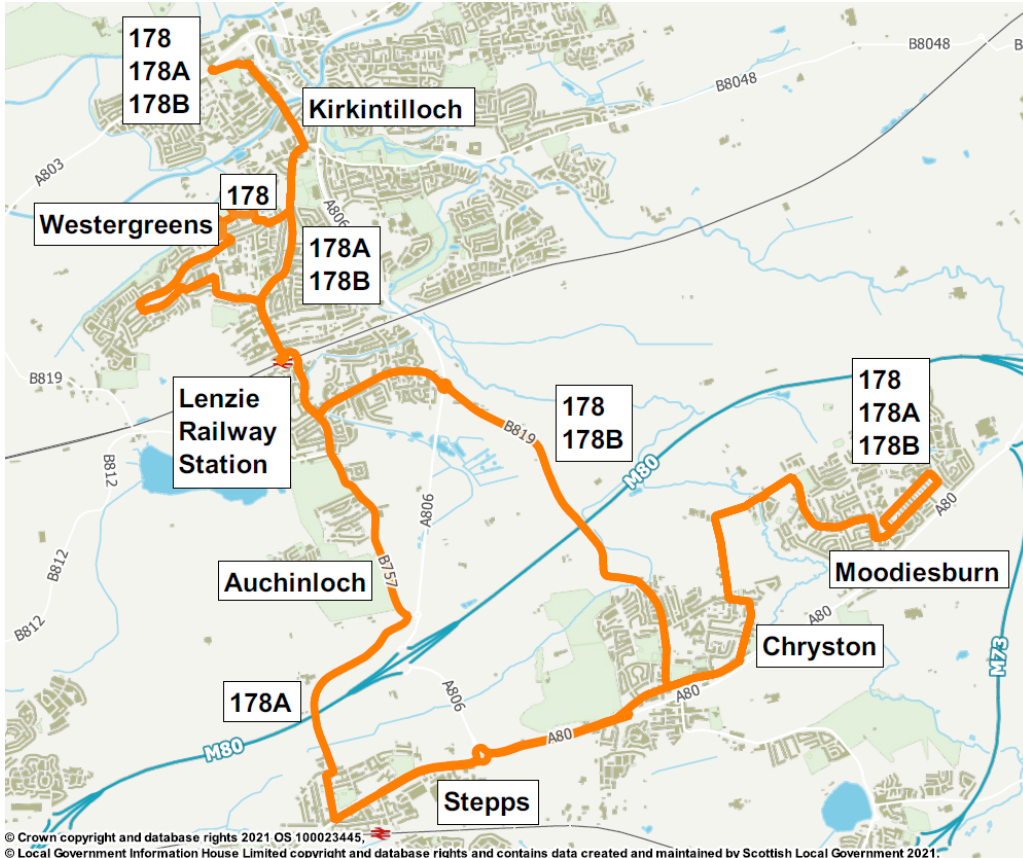 178
178A
178B
Kirkintilloch
B8048
B8048
B
A803
178
A806
Westergreens
178A
178B
B819
Lenzie
Railway
Station
178
178B
178
178A
178B
B819
M80
B812
A806
A80
B757
B812
Auchinloch
Moodiesburn
B812
A80
Chryston
M73
178A
A806
A80
M80
A80
Stepps
© Crown copyright and database rights 2021 OS 100023445,
© Local Government Information House Limited copyright and database rights and contains data created and maintained by Scottish Local Government 2021.